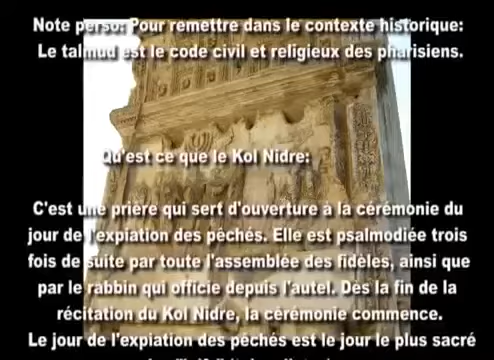 Note perso: Pour remettre dans le contexte historique:
Le talmud est le code civil et religieux des pharisiens.
Qu'est ce que le Kol Nidre:
C'est une prière qui sert d'ouverture à la cérémonie du
jour de l'expiation des péchés. Elle est psalmodiée trois
fois de suite par toute l'assemblée des fidèles, ainsi que
par le rabbin qui officie depuis l'autel. Dès la fin de la
récitation du Kol Nidre, la cérémonie commence.
Le jour de l'expiation des péchés est le jour le plus sacré